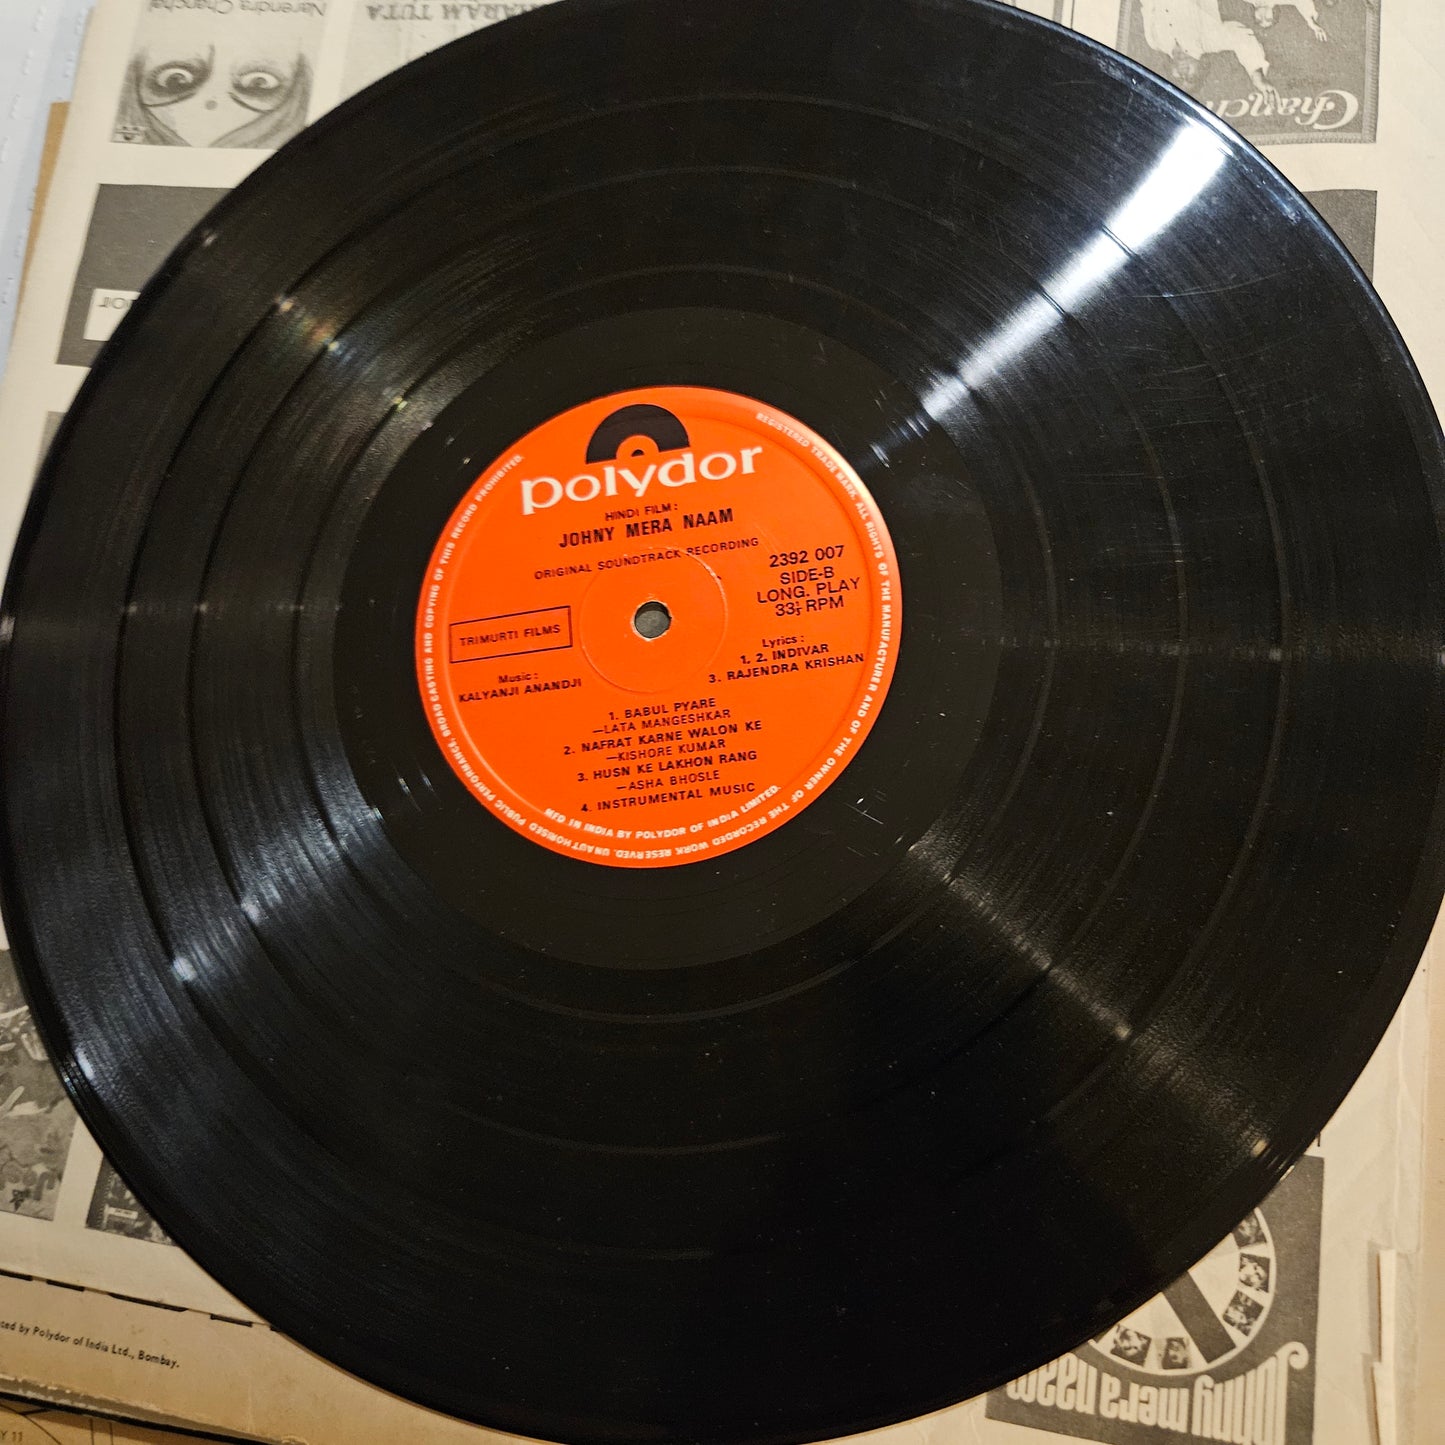 polydor
HINDI FILM:
JOHNY MERA NAAM
ORIGINAL SOUNDTRACK RECORDING
2392 007
SIDE-B
LONG. PLAY
33⅓ RPM
TRIMURTI FILMS
Music:
KALYANJI ANANDJI
Lyrics:
1. 2. INDIVAR
3. RAJENDRA KRISHAN
1. BABUL PYARE
—LATA MANGESHKAR
2. NAFRAT KARNE WALON KE
—KISHORE KUMAR
3. HUSN KE LAKHON RANG
—ASHA BHOSLE
4. INSTRUMENTAL MUSIC
MFD IN INDIA BY POLYDOR OF INDIA LIMITED.
REGISTERED TRADE MARK. ALL RIGHTS OF THE MANUFACTURER AND OF THE OWNER OF THE RECORDED WORK RESERVED. UNAUTHORISED PUBLIC PERFORMANCE, BROADCASTING AND COPYING OF THIS RECORD PROHIBITED.
Narendra Chancha
HARAM TUTA
by Polydor of India Ltd., Bombay.
Johny mera naam